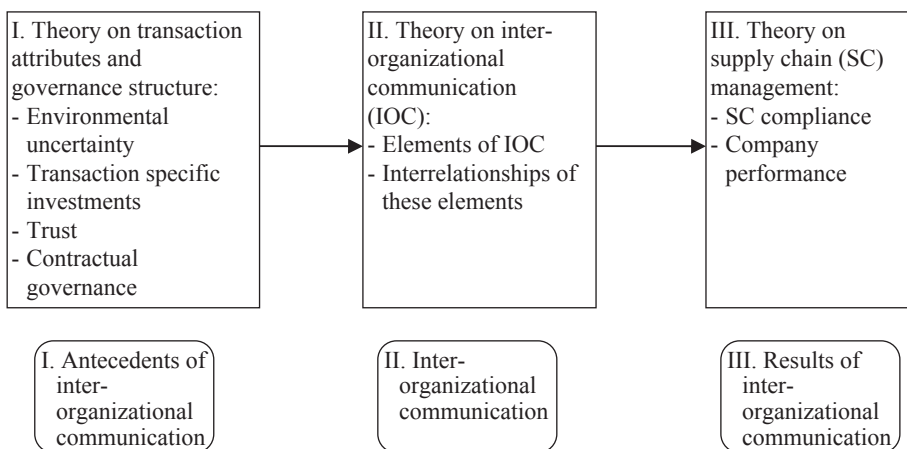 I. Theory on transaction
attributes and
governance structure:
- Environmental
uncertainty
- Transaction specific
investments
- Trust
- Contractual
governance
II. Theory on inter-
organizational
communication
(IOC):
- Elements of IOC
- Interrelationships of
these elements
III. Theory on
supply chain (SC)
management:
- SC compliance
- Company
performance
I. Antecedents of
inter-
organizational
communication
II. Inter-
organizational
communication
III. Results of
inter-
organizational
communication